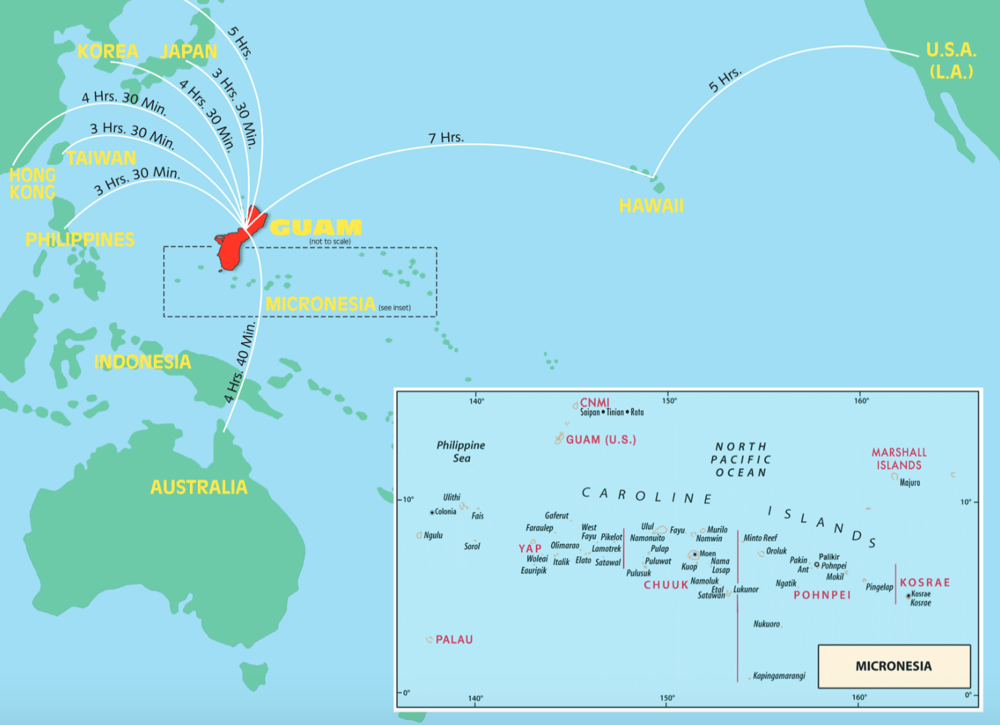 5 Hrs.
KOREA
JAPAN
U.S.A.
(L.A.)
3 Hrs. 30 Min.
4 Hrs. 30 Min.
5 Hrs.
4 Hrs. 30 Min.
3 Hrs. 30 Min.
7 Hrs.
TAIWAN
HONG
KONG
3 Hrs. 30 Min.
HAWAII
GUAM
(not to scale)
PHILIPPINES
MICRONESIA (see inset)
4 Hrs. 40 Min.
INDONESIA
AUSTRALIA
140°
150°
160°
CNMI
Saipan • Tinian • Rota
GUAM (U.S.)
Philippine
Sea
NORTH
PACIFIC
OCEAN
MARSHALL
ISLANDS
Majuro
10°
10°
CAROLINE
ISLANDS
Ulithi
Colonia
Fais
Ngulu
Sorol
Gaferut
Faraulep
West
Fayu
Pikelot
YAP
Olimarao
Lamotrek
Woleai
Italik
Elato
Satawal
Eauripik
Ulul
Fayu
Murilo
Namonuito
Nomwin
Pulap
Moen
Puluwat
Nama
Kuop
Losap
Pulusuk
CHUUK
Namoluk
Etal
Lukunor
Satawan
Minto Reef
Oroluk
Pakin
Palikir
Ant
Pohnpei
Mokil
Ngatik
Pingelap
POHNPEI
KOSRAE
Kosrae
Kosrae
Nukuoro
PALAU
Kapingamarangi
MICRONESIA
0°
0°
140°
150°
160°